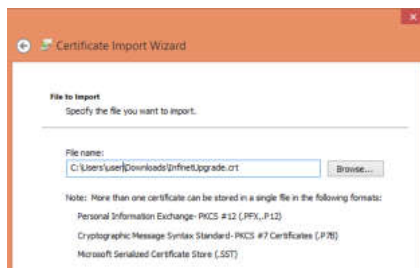 Certificate Import Wizard
File to Import
Specify the file you want to import.
File name:
C:\Users\user\Downloads\InfinetUpgrade.crt
Browse...
Note: More than one certificate can be stored in a single file in the following formats:
Personal Information Exchange- PKCS #12 (.PFX,.P12)
Cryptographic Message Syntax Standard- PKCS #7 Certificates (.P7B)
Microsoft Serialized Certificate Store (.SST)